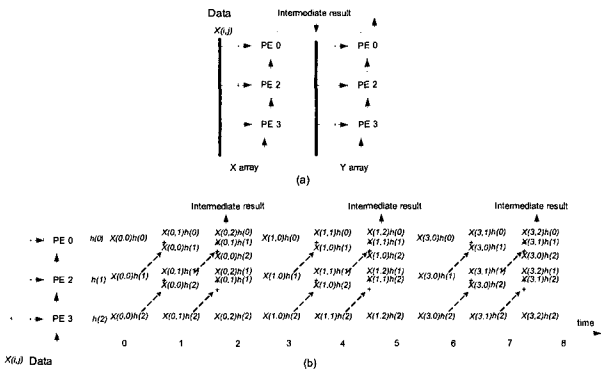 Data
Intermediate result
X(i,j)
PE 0
PE 0
PE 2
PE 2
PE 3
PE 3
X array
Y array
(a)
Intermediate result
Intermediate result
Intermediate result
PE 0
h(0)
X(0,0)h(0)
X(0,1)h(0)
+
X(0,0)h(1)
X(0,2)h(0)
+
X(0,1)h(1)
+
X(0,0)h(2)
X(1,0)h(0)
X(1,1)h(0)
+
X(1,0)h(1)
X(1,2)h(0)
+
X(1,1)h(1)
+
X(1,0)h(2)
X(3,0)h(0)
X(3,1)h(0)
+
X(3,0)h(1)
X(3,2)h(0)
+
X(3,1)h(1)
+
X(3,0)h(2)
PE 2
h(1)
X(0,0)h(1)
X(0,1)h(1)
+
X(0,0)h(2)
X(0,2)h(1)
+
X(0,1)h(2)
+
X(1,0)h(1)
X(1,1)h(1)
+
X(1,0)h(2)
X(1,2)h(1)
+
X(1,1)h(2)
+
X(3,0)h(1)
X(3,1)h(1)
+
X(3,0)h(2)
X(3,2)h(1)
+
X(3,1)h(2)
+
PE 3
h(2)
X(0,0)h(2)
X(0,1)h(2)
X(0,2)h(2)
X(1,0)h(2)
X(1,1)h(2)
X(1,2)h(2)
X(3,0)h(2)
X(3,1)h(2)
X(3,2)h(2)
time
0 1 2 3 4 5 6 7 8
X(i,j) Data
(b)